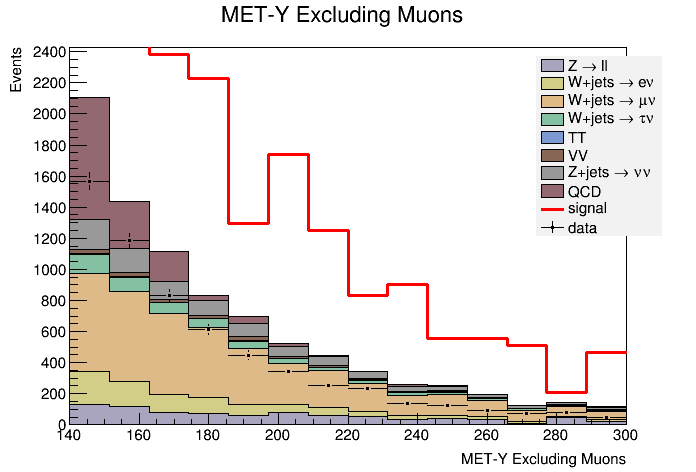 MET-Y Excluding Muons
Events
2400
2200
2000
1800
1600
1400
1200
1000
800
600
400
200
0
140 160 180 200 220 240 260 280 300
MET-Y Excluding Muons
Z → ll
W+jets → eν
W+jets → μν
W+jets → τν
TT
VV
Z+jets → νν
QCD
signal
data